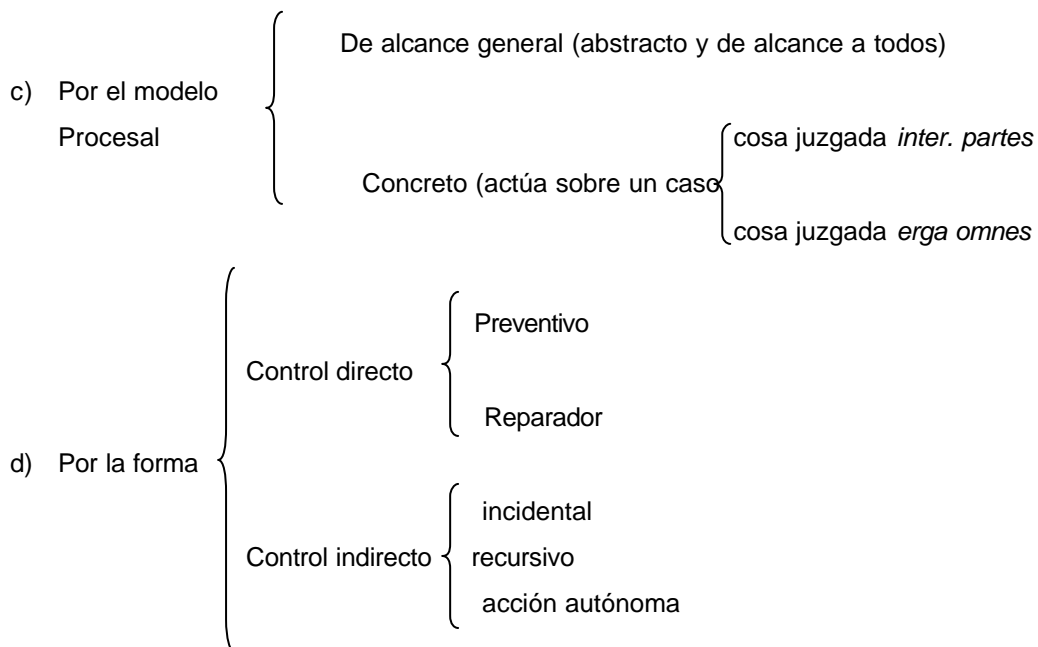 De alcance general (abstracto y de alcance a todos)
c) Por el modelo
Procesal
cosa juzgada inter. partes
Concreto (actúa sobre un caso
cosa juzgada erga omnes
Preventivo
Control directo
Reparador
d) Por la forma
incidental
Control indirecto recursivo
acción autónoma